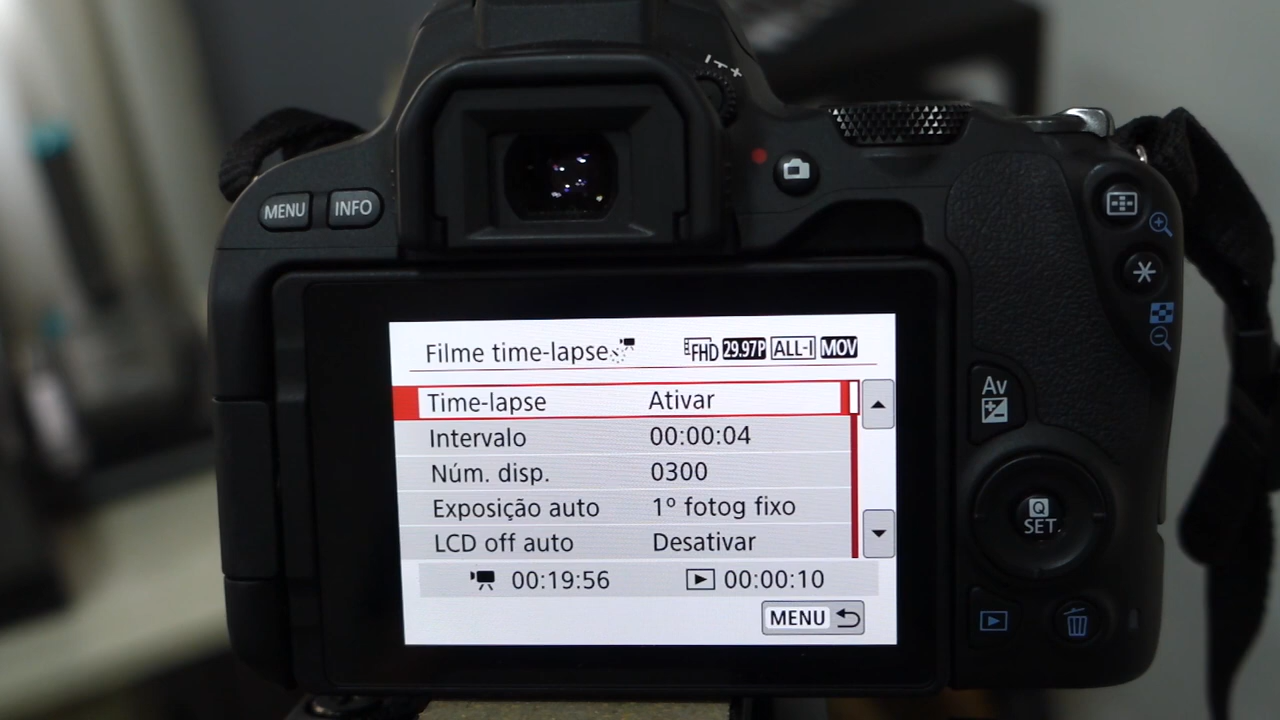 MENU INFO
Filme time-lapse FHD 29.97P ALL-I MOV
Time-lapse Ativar
Intervalo 00:00:04
Núm. disp. 0300
Exposição auto 1º fotog fixo
LCD off auto Desativar
00:19:56 00:00:10
MENU
Av
Q
SET